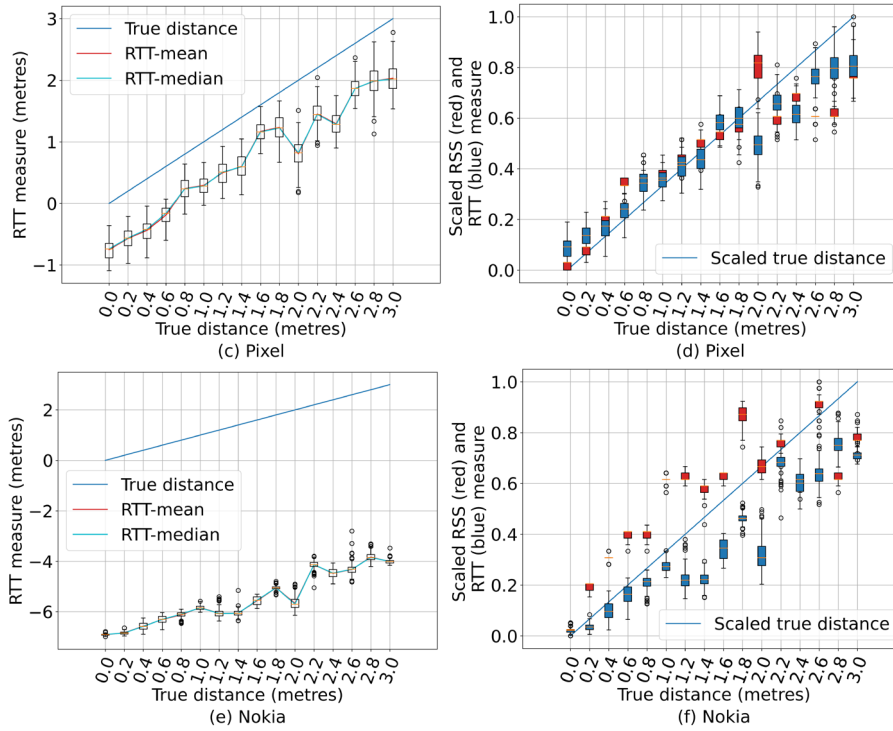 3
2
1
0
−1
RTT measure (metres)
True distance
RTT-mean
RTT-median
0.0 0.2 0.4 0.6 0.8 1.0 1.2 1.4 1.6 1.8 2.0 2.2 2.4 2.6 2.8 3.0
True distance (metres)
(c) Pixel
1.0
0.8
0.6
0.4
0.2
0.0
Scaled RSS (red) and
RTT (blue) measure
Scaled true distance
0.0 0.2 0.4 0.6 0.8 1.0 1.2 1.4 1.6 1.8 2.0 2.2 2.4 2.6 2.8 3.0
True distance (metres)
(d) Pixel
2
0
−2
−4
−6
RTT measure (metres)
True distance
RTT-mean
RTT-median
0.0 0.2 0.4 0.6 0.8 1.0 1.2 1.4 1.6 1.8 2.0 2.2 2.4 2.6 2.8 3.0
True distance (metres)
(e) Nokia
1.0
0.8
0.6
0.4
0.2
0.0
Scaled RSS (red) and
RTT (blue) measure
Scaled true distance
0.0 0.2 0.4 0.6 0.8 1.0 1.2 1.4 1.6 1.8 2.0 2.2 2.4 2.6 2.8 3.0
True distance (metres)
(f) Nokia